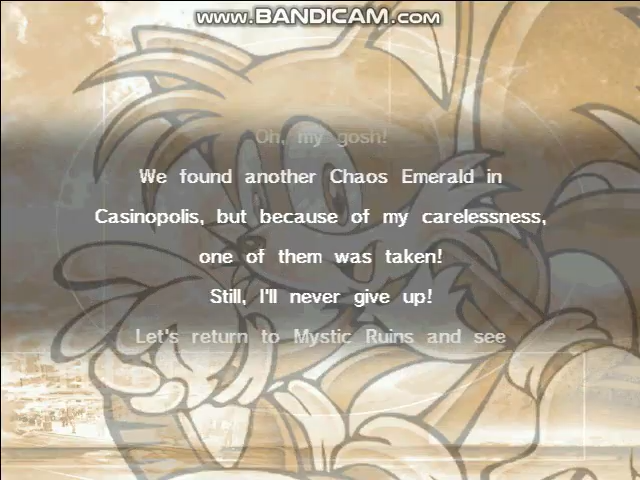 www.BANDICAM.com
Oh, my gosh!
We found another Chaos Emerald in
Casinopolis, but because of my carelessness,
one of them was taken!
Still, I'll never give up!
Let's return to Mystic Ruins and see